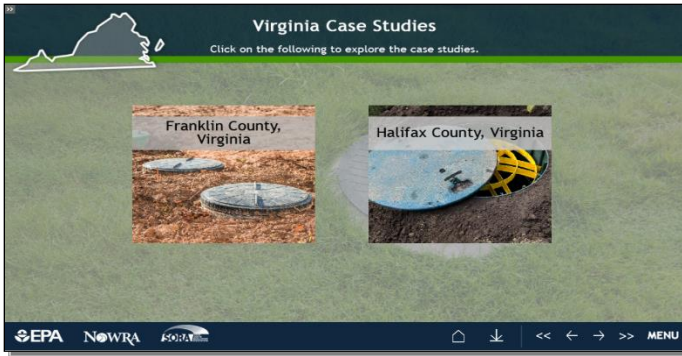 >>
Virginia Case Studies
Click on the following to explore the case studies.
Franklin County,
Virginia
Halifax County, Virginia
EPA NOWRA SORA << ← → >> MENU